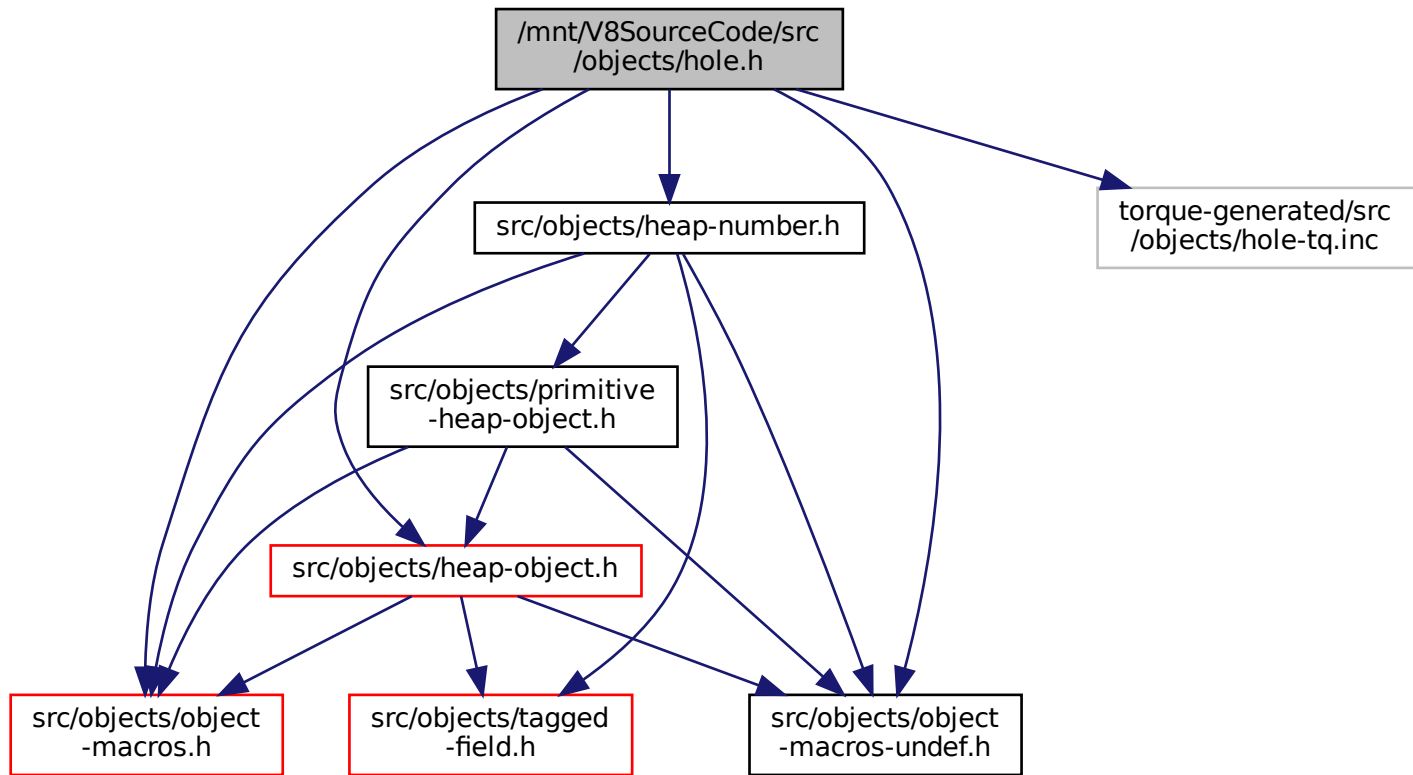 /mnt/V8SourceCode/src
/objects/hole.h
src/objects/heap-number.h
torque-generated/src
/objects/hole-tq.inc
src/objects/primitive
-heap-object.h
src/objects/heap-object.h
src/objects/object
-macros.h
src/objects/tagged
-field.h
src/objects/object
-macros-undef.h